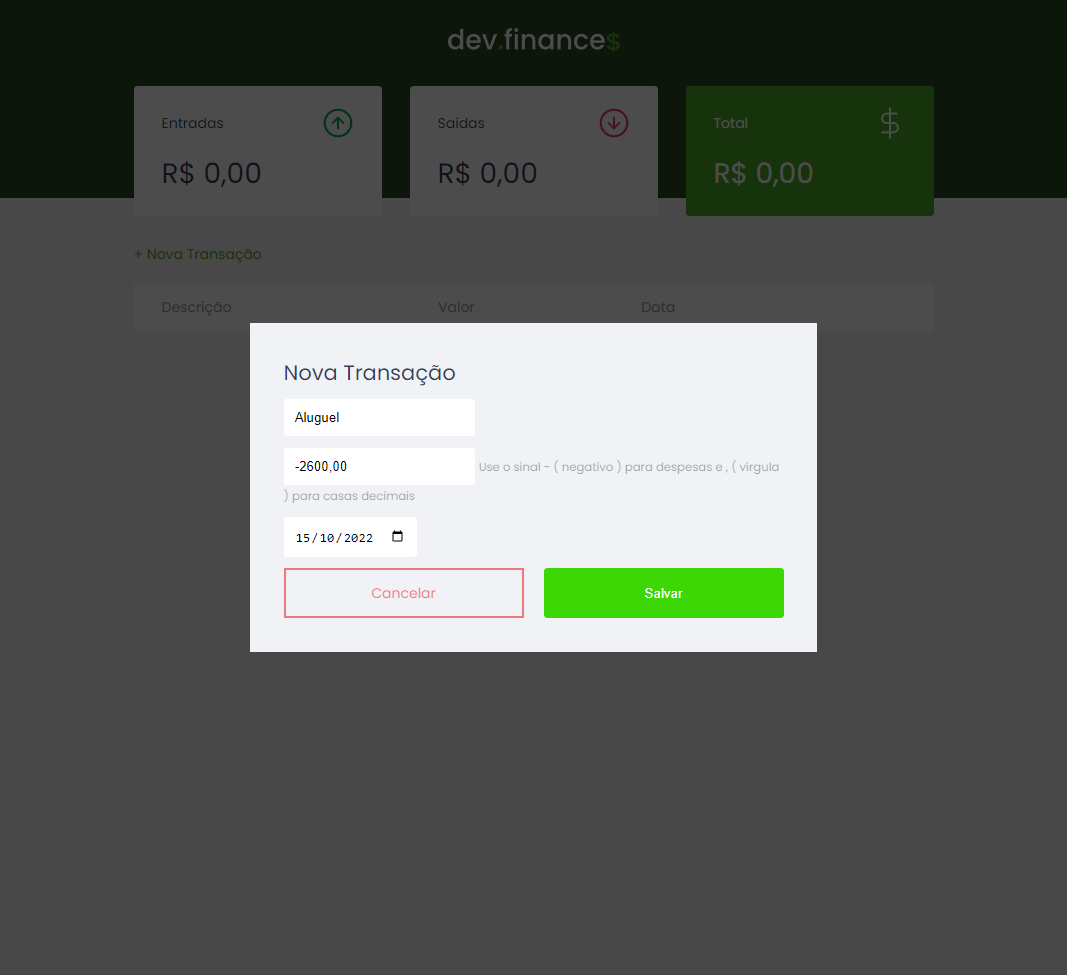 dev.finance$
Entradas
R$ 0,00
Saídas
R$ 0,00
Total
R$ 0,00
+ Nova Transação
Descrição Valor Data
Nova Transação
Aluguel
-2600,00 Use o sinal - ( negativo ) para despesas e , ( virgula
) para casas decimais
15/10/2022
Cancelar Salvar